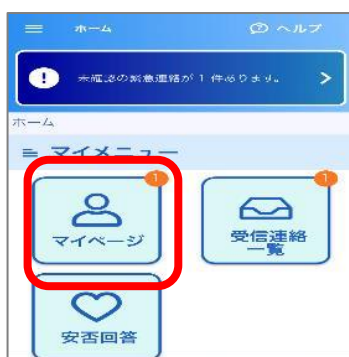 ホーム ? ヘルプ
! 未確認の緊急連絡が 1 件あります。 >
ホーム
マイメニュー
1 1
マイページ 受信連絡
一覧
安否回答